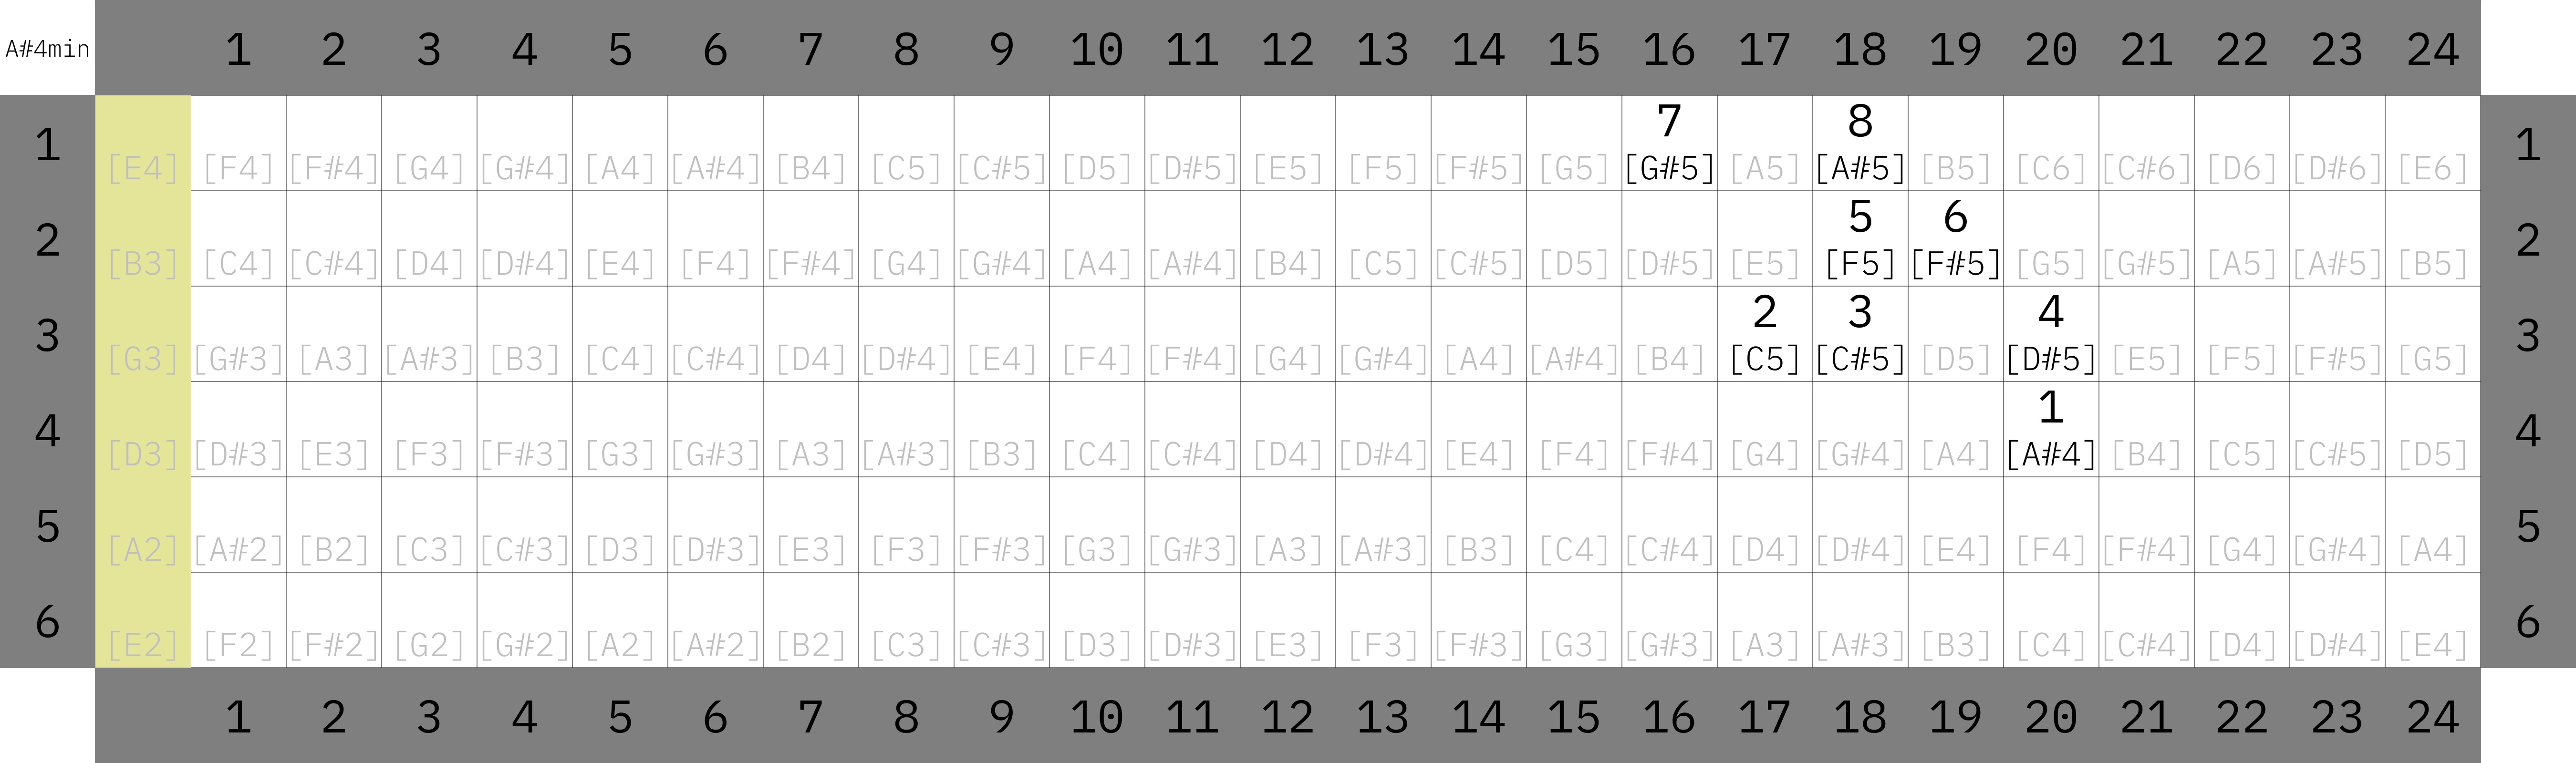 A#4min 1 2 3 4 5 6 7 8 9 10 11 12 13 14 15 16 17 18 19 20 21 22 23 24
7 8
1 [E4] [F4] [F#4] [G4] [G#4] [A4] [A#4] [B4] [C5] [C#5] [D5] [D#5] [E5] [F5] [F#5] [G5] [G#5] [A5] [A#5] [B5] [C6] [C#6] [D6] [D#6] [E6] 1
5 6
2 [B3] [C4] [C#4] [D4] [D#4] [E4] [F4] [F#4] [G4] [G#4] [A4] [A#4] [B4] [C5] [C#5] [D5] [D#5] [E5] [F5] [F#5] [G5] [G#5] [A5] [A#5] [B5] 2
2 3 4
3 [G3] [G#3] [A3] [A#3] [B3] [C4] [C#4] [D4] [D#4] [E4] [F4] [F#4] [G4] [G#4] [A4] [A#4] [B4] [C5] [C#5] [D5] [D#5] [E5] [F5] [F#5] [G5] 3
1
4 [D3] [D#3] [E3] [F3] [F#3] [G3] [G#3] [A3] [A#3] [B3] [C4] [C#4] [D4] [D#4] [E4] [F4] [F#4] [G4] [G#4] [A4] [A#4] [B4] [C5] [C#5] [D5] 4
5 [A2] [A#2] [B2] [C3] [C#3] [D3] [D#3] [E3] [F3] [F#3] [G3] [G#3] [A3] [A#3] [B3] [C4] [C#4] [D4] [D#4] [E4] [F4] [F#4] [G4] [G#4] [A4] 5
6 [E2] [F2] [F#2] [G2] [G#2] [A2] [A#2] [B2] [C3] [C#3] [D3] [D#3] [E3] [F3] [F#3] [G3] [G#3] [A3] [A#3] [B3] [C4] [C#4] [D4] [D#4] [E4] 6
1 2 3 4 5 6 7 8 9 10 11 12 13 14 15 16 17 18 19 20 21 22 23 24